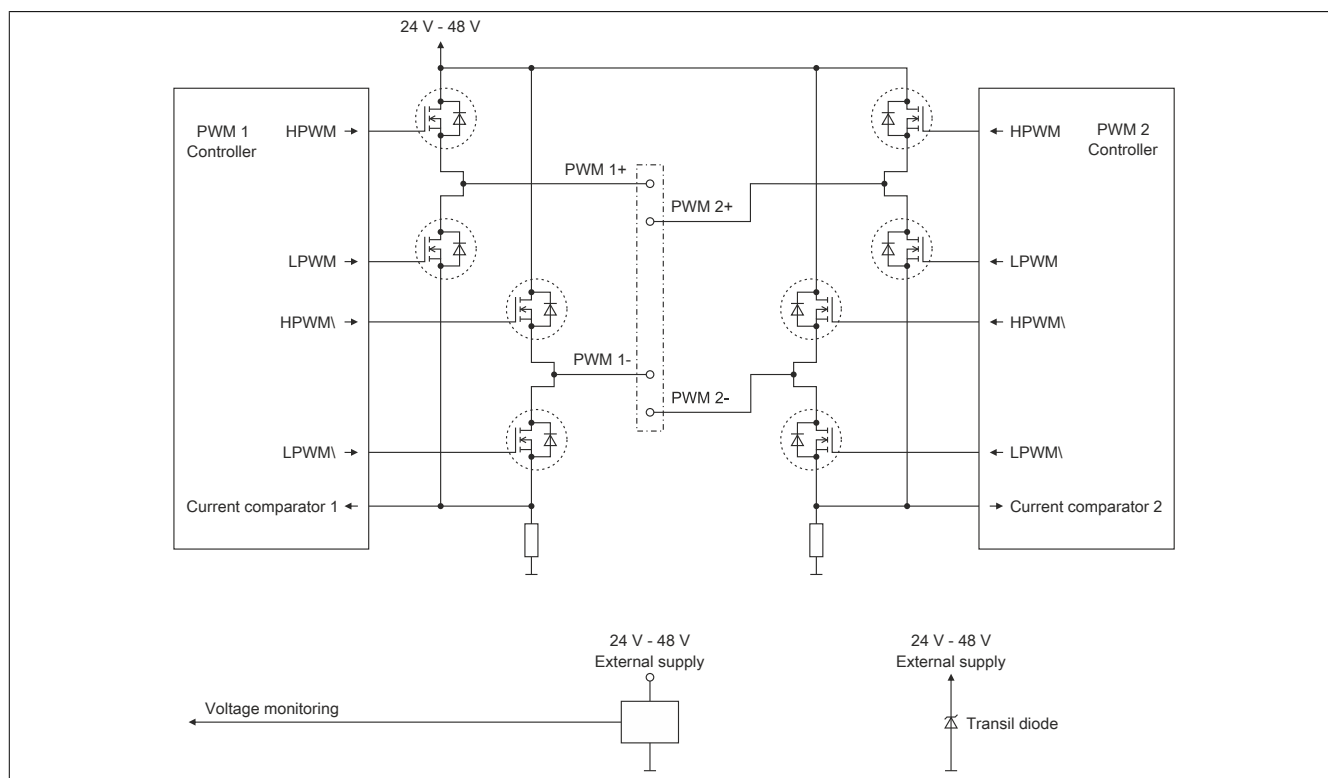 24 V - 48 V
PWM 1
Controller
HPWM
LPWM
HPWM\
LPWM\
Current comparator 1
PWM 1+
PWM 2+
PWM 1-
PWM 2-
HPWM
PWM 2
Controller
LPWM
HPWM\
LPWM\
Current comparator 2
24 V - 48 V
External supply
24 V - 48 V
External supply
Voltage monitoring
Transil diode